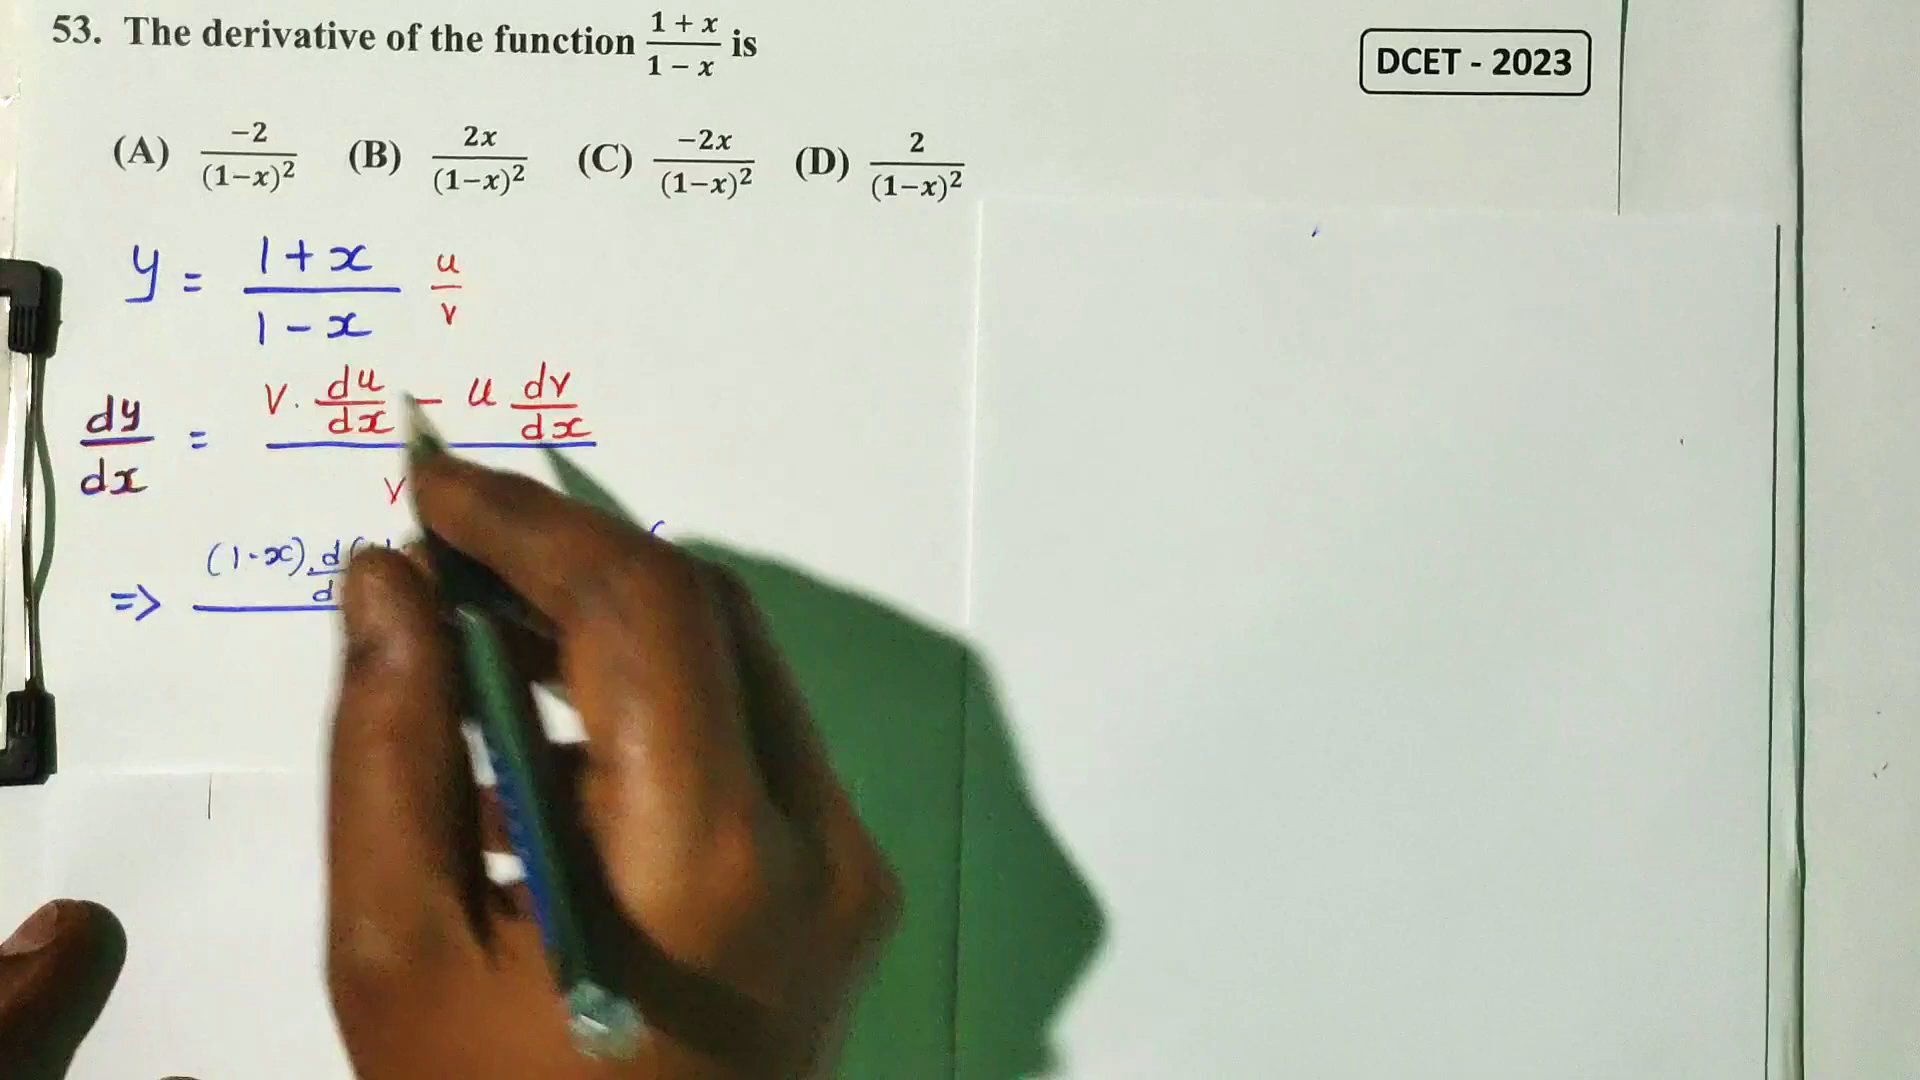 53. The derivative of the function (1 + x)/(1 − x) is
DCET - 2023
(A) −2/(1−x)² (B) 2x/(1−x)² (C) −2x/(1−x)² (D) 2/(1−x)²
y = (1+x)/(1-x) u/v
dy/dx = (v. du/dx - u dv/dx)/v
=> (1-x). d